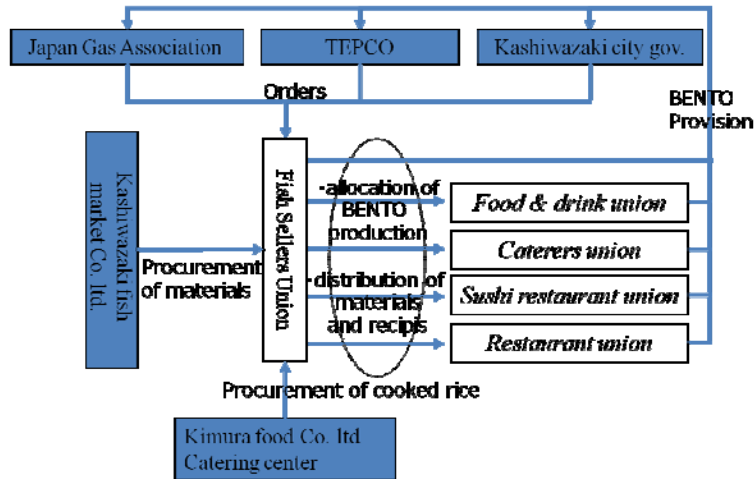 Japan Gas Association
TEPCO
Kashiwazaki city gov.
Orders
BENTO
Provision
Kashiwazaki fish
market Co. ltd.
Procurement
of materials
Fish Sellers Union
-allocation of
BENTO
production
-distribution of
materials
and recipis
Food & drink union
Caterers union
Sushi restaurant union
Restaurant union
Procurement of cooked rice
Kimura food Co. ltd
Catering center